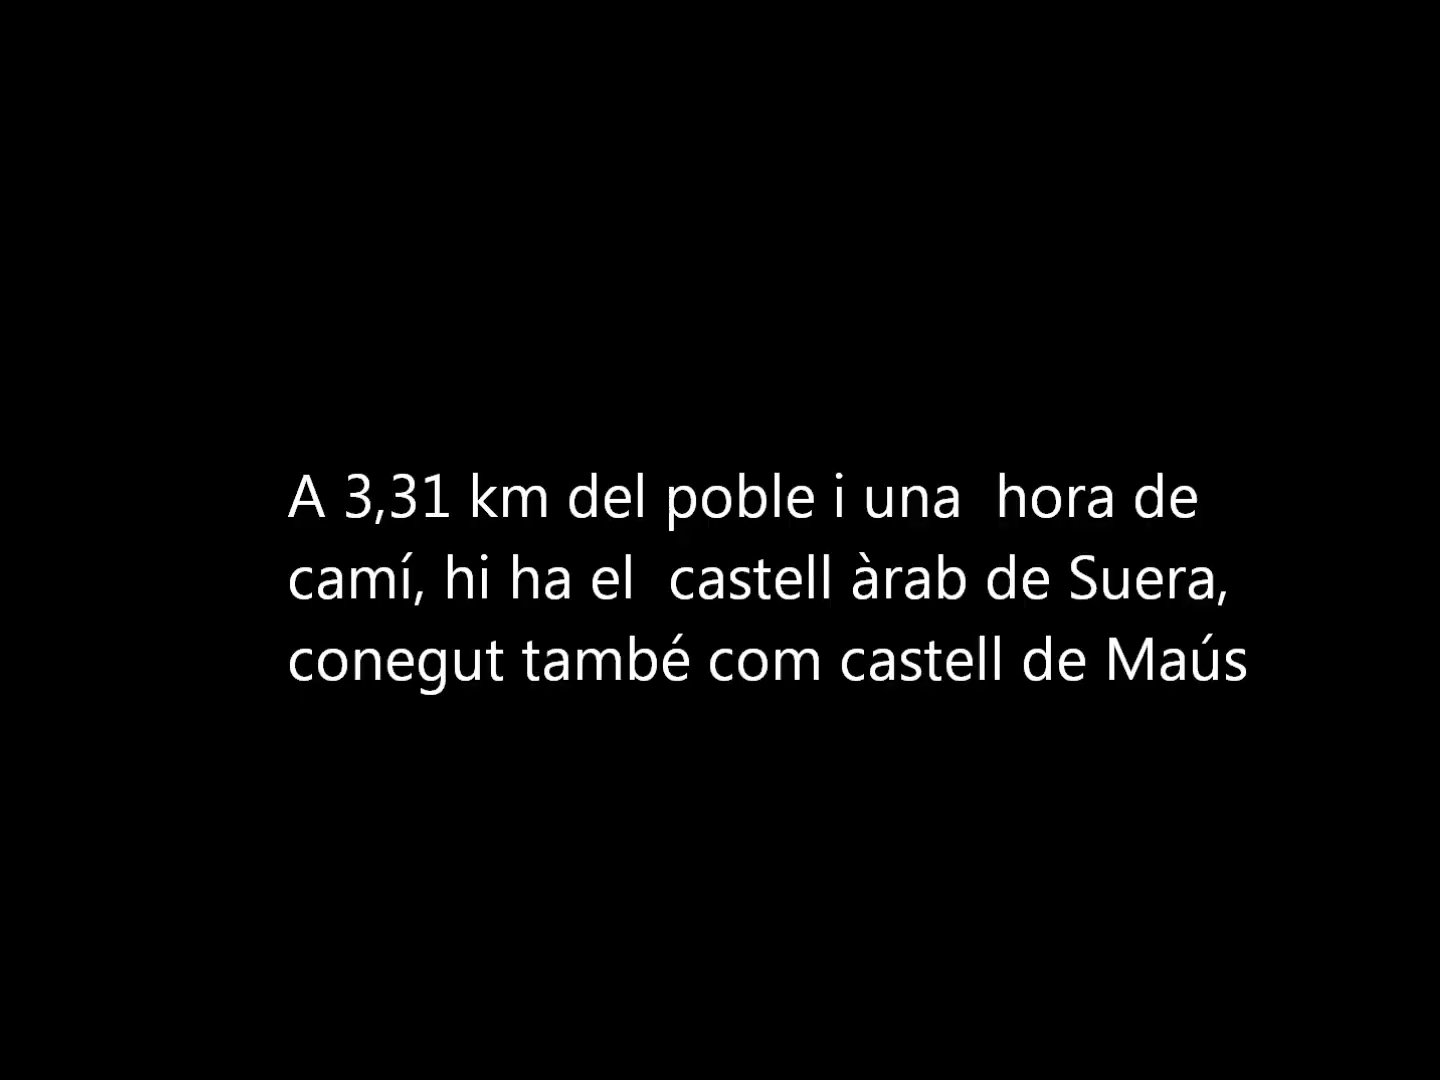 A 3,31 km del poble i una  hora de
camí, hi ha el  castell àrab de Suera,
conegut també com castell de Maús